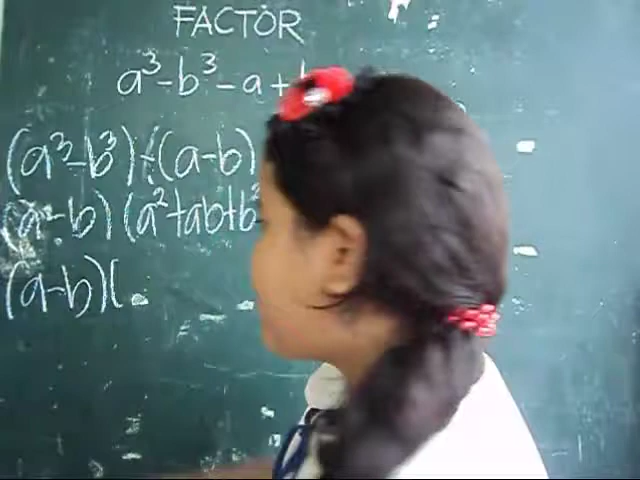 FACTOR
a³-b³-a+
(a³-b³)-(a-b)
(a-b)(a²+ab+b²
(a-b)[